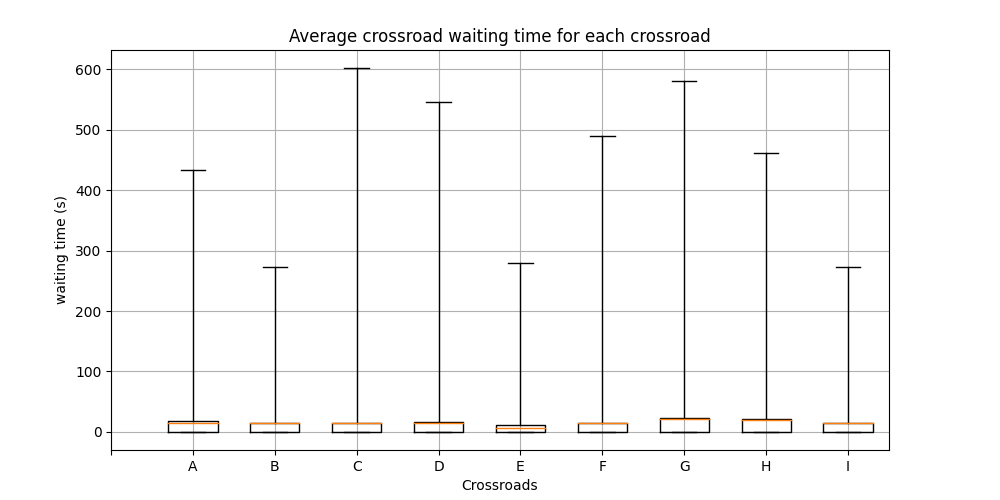 Average crossroad waiting time for each crossroad
600
500
400
300
200
100
0
waiting time (s)
A B C D E F G H I
Crossroads